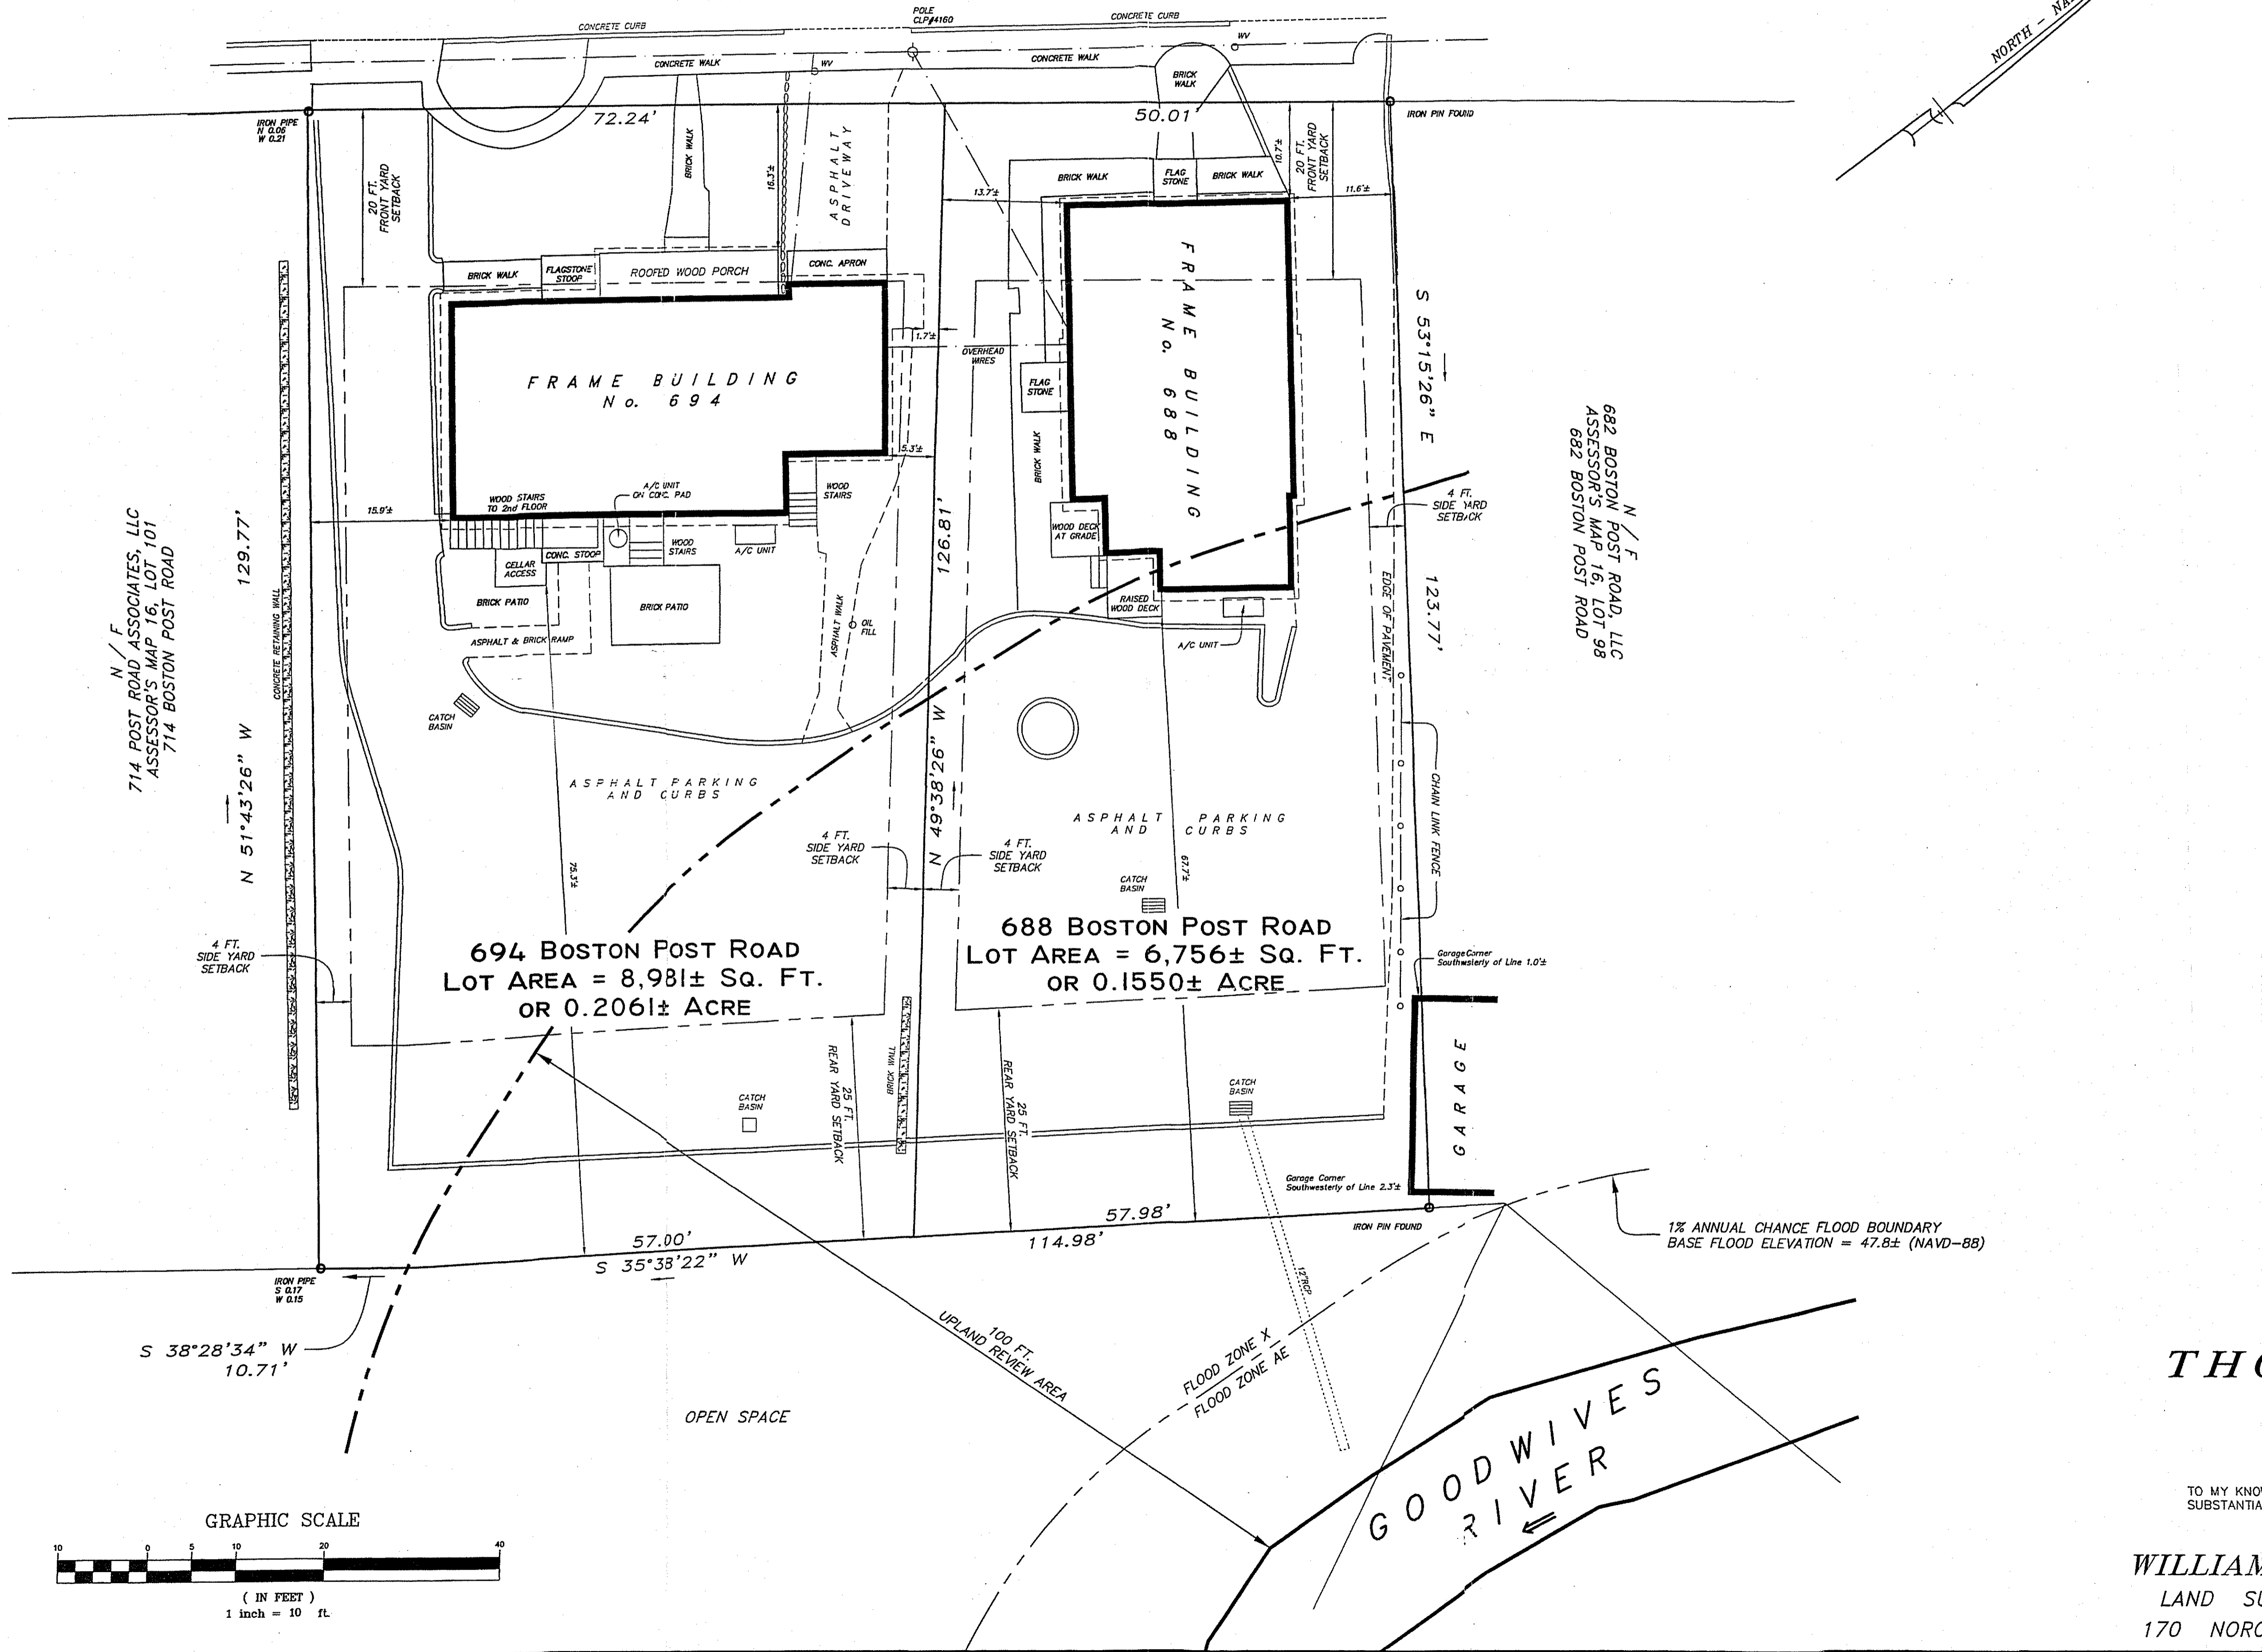 POLE
CLP#4160
CONCRETE CURB
CONCRETE CURB
WV
WV
CONCRETE WALK
CONCRETE WALK
BRICK
WALK
NORTH -
IRON PIPE
N 0.06
W 0.21
72.24'
50.01'
IRON PIN FOUND
20 FT.
FRONT YARD
SETBACK
BRICK WALK
16.3'±
ASPHALT
DRIVEWAY
10.7'±
20 FT.
FRONT YARD
SETBACK
BRICK WALK
FLAG
STONE
BRICK WALK
13.7'±
11.6'±
BRICK WALK
FLAGSTONE
STOOP
ROOFED WOOD PORCH
CONC. APRON
FRAME BUILDING
No. 694
FRAME BUILDING
No. 688
1.7'±
OVERHEAD
WIRES
FLAG
STONE
BRICK WALK
5.3'±
S 53°15'26" E
123.77'
N/F
682 BOSTON POST ROAD, LLC
ASSESSOR'S MAP 16, LOT 98
682 BOSTON POST ROAD
4 FT.
SIDE YARD
SETBACK
WOOD STAIRS
TO 2nd FLOOR
A/C UNIT
ON CONC. PAD
WOOD
STAIRS
15.9'±
CONC. STOOP
WOOD
STAIRS
A/C UNIT
CELLAR
ACCESS
BRICK PATIO
BRICK PATIO
ASPHALT & BRICK RAMP
ASPHALT WALK
OIL
FILL
126.81'
N 49°38'26" W
WOOD DECK
AT GRADE
RAISED
WOOD DECK
A/C UNIT
EDGE OF PAVEMENT
CHAIN LINK FENCE
N/F
714 POST ROAD ASSOCIATES, LLC
ASSESSOR'S MAP 16, LOT 101
714 BOSTON POST ROAD
129.77'
N 51°43'26" W
CONCRETE RETAINING WALL
CATCH
BASIN
ASPHALT PARKING
AND CURBS
ASPHALT PARKING
AND CURBS
75.3'±
67.7'±
4 FT.
SIDE YARD
SETBACK
4 FT.
SIDE YARD
SETBACK
CATCH
BASIN
4 FT.
SIDE YARD
SETBACK
694 BOSTON POST ROAD
LOT AREA = 8,981± SQ. FT.
OR 0.2061± ACRE
688 BOSTON POST ROAD
LOT AREA = 6,756± SQ. FT.
OR 0.1550± ACRE
Garage Corner
Southwesterly of Line 1.0'±
GARAGE
25 FT.
REAR YARD SETBACK
BRICK WALL
25 FT.
REAR YARD SETBACK
CATCH
BASIN
CATCH
BASIN
Garage Corner
Southwesterly of Line 2.3'±
IRON PIN FOUND
57.00'
S 35°38'22" W
57.98'
114.98'
IRON PIPE
S 0.17
W 0.15
S 38°28'34" W
10.71'
1% ANNUAL CHANCE FLOOD BOUNDARY
BASE FLOOD ELEVATION = 47.8± (NAVD-88)
12"RCP
100 FT.
UPLAND REVIEW AREA
FLOOD ZONE X
FLOOD ZONE AE
OPEN SPACE
GOODWIVES
RIVER
GRAPHIC SCALE
10 0 5 10 20 40
( IN FEET )
1 inch = 10 ft.
TO MY
WILLIAM
LAND
170